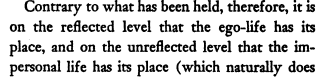 Contrary to what has been held, therefore, it is
on the reflected level that the ego-life has its
place, and on the unreflected level that the im-
personal life has its place (which naturally does